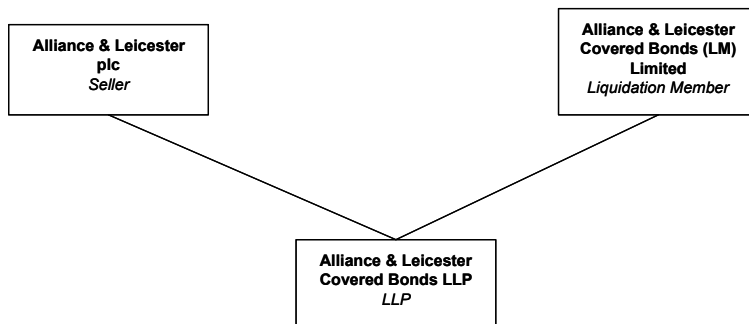 Alliance & Leicester
plc
Seller
Alliance & Leicester
Covered Bonds (LM)
Limited
Liquidation Member
Alliance & Leicester
Covered Bonds LLP
LLP